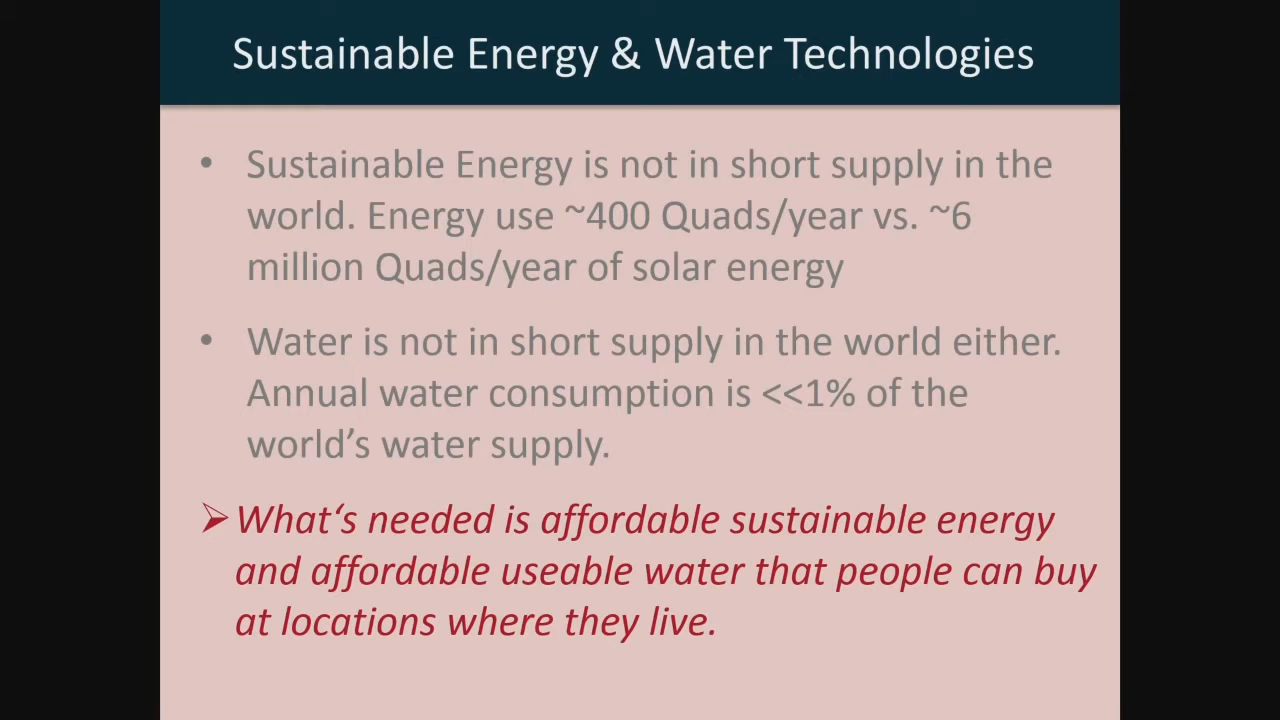 Sustainable Energy & Water Technologies
• Sustainable Energy is not in short supply in the
world. Energy use ~400 Quads/year vs. ~6
million Quads/year of solar energy
• Water is not in short supply in the world either.
Annual water consumption is <<1% of the
world’s water supply.
➢ What‘s needed is affordable sustainable energy
and affordable useable water that people can buy
at locations where they live.